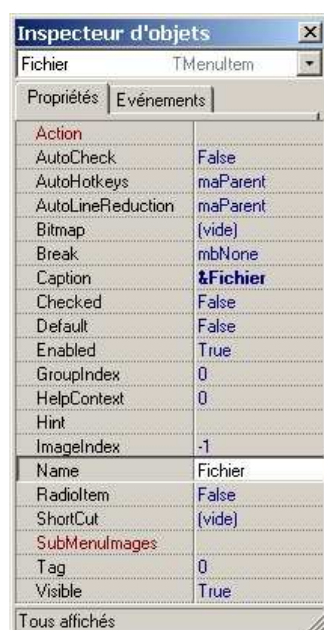 Inspecteur d'objets
Fichier TMenuItem
Propriétés Evénements
Action
AutoCheck False
AutoHotkeys maParent
AutoLineReduction maParent
Bitmap (vide)
Break mbNone
Caption &Fichier
Checked False
Default False
Enabled True
GroupIndex 0
HelpContext 0
Hint
ImageIndex -1
Name Fichier
RadioItem False
ShortCut (vide)
SubMenuImages
Tag 0
Visible True
Tous affichés